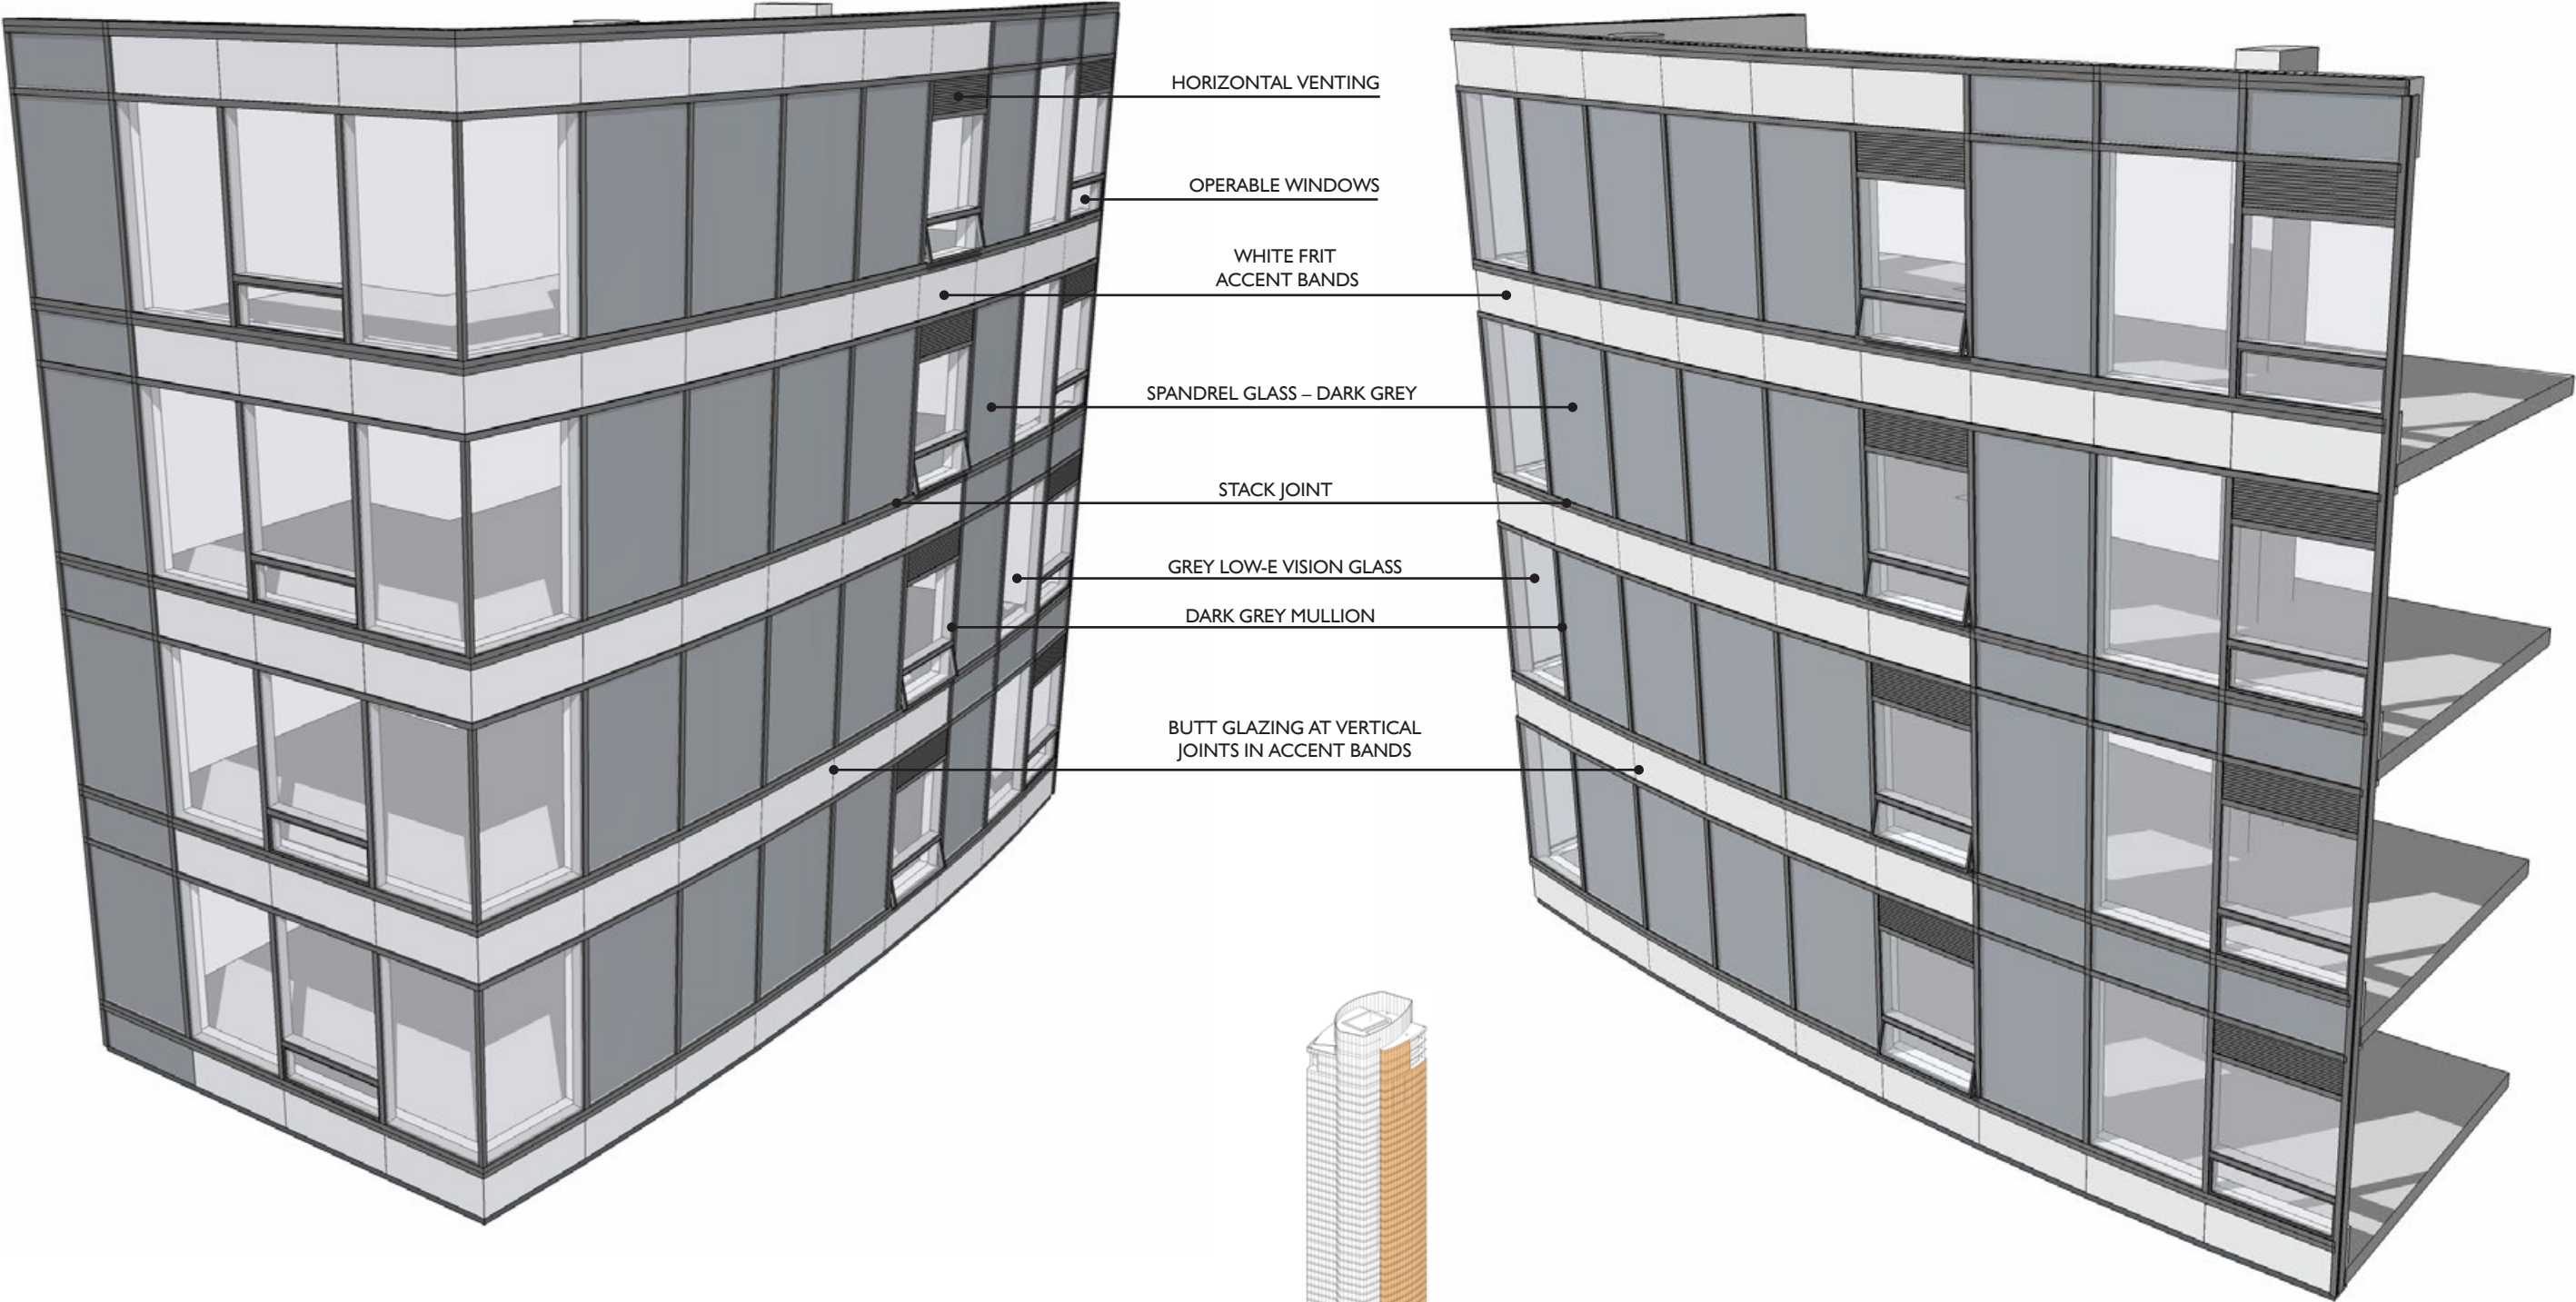 HORIZONTAL VENTING
OPERABLE WINDOWS
WHITE FRIT
ACCENT BANDS
SPANDREL GLASS – DARK GREY
STACK JOINT
GREY LOW-E VISION GLASS
DARK GREY MULLION
BUTT GLAZING AT VERTICAL
JOINTS IN ACCENT BANDS